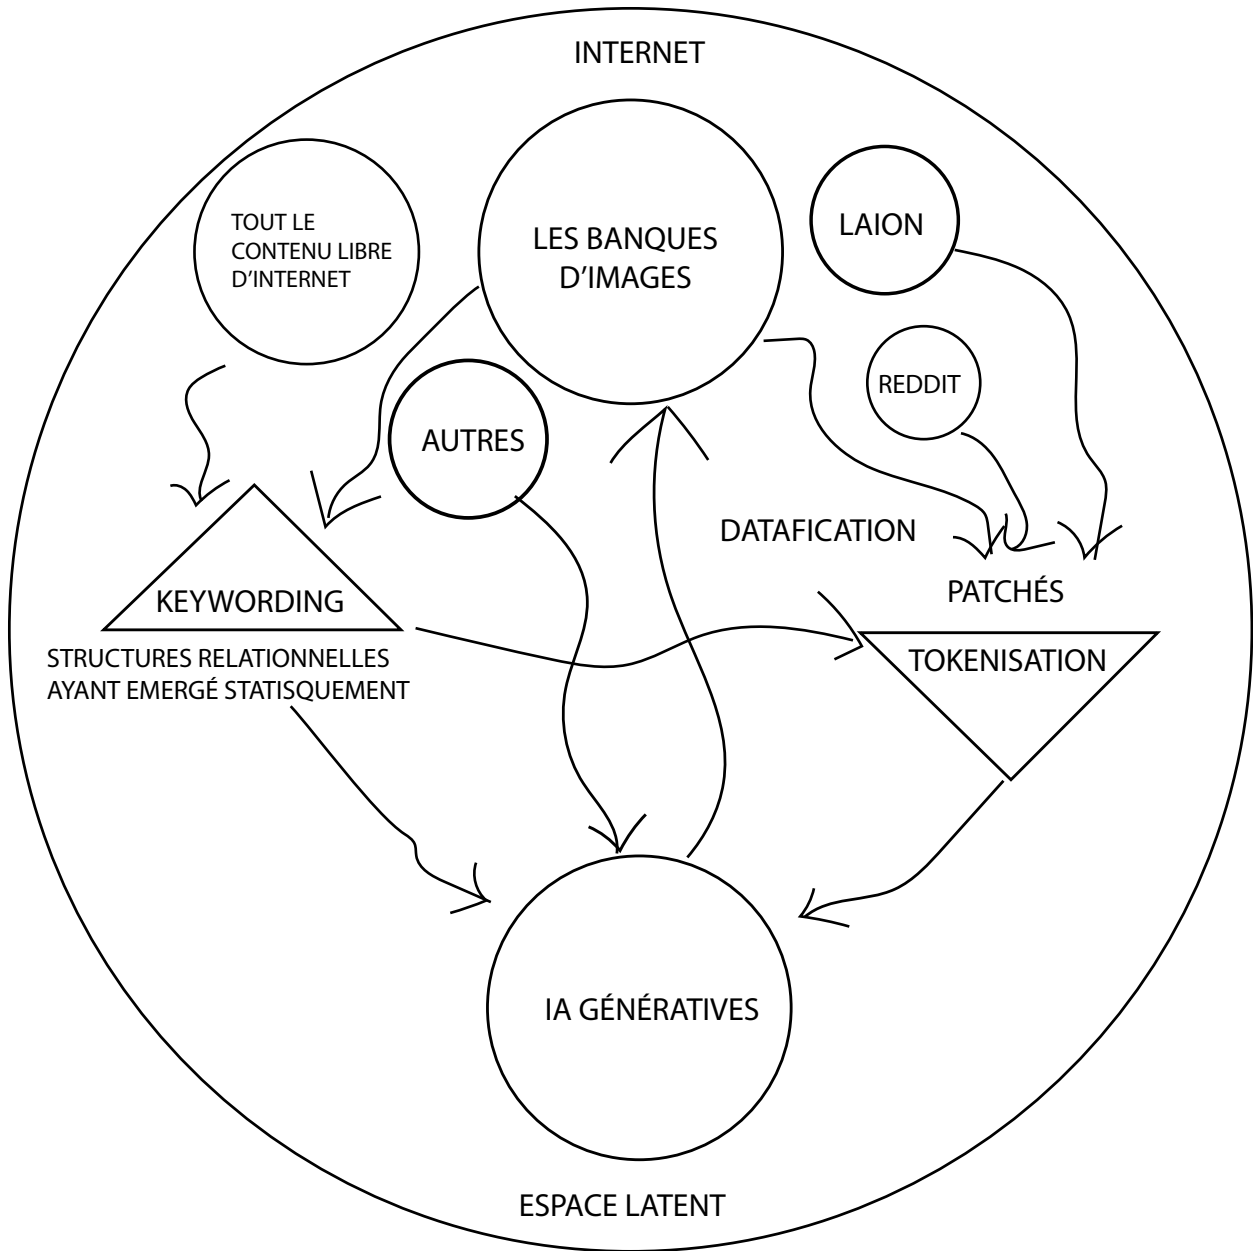 INTERNET
TOUT LE
CONTENU LIBRE
D'INTERNET
LES BANQUES
D'IMAGES
LAION
REDDIT
AUTRES
DATAFICATION
PATCHÉS
KEYWORDING
STRUCTURES RELATIONNELLES
AYANT EMERGÉ STATISQUEMENT
TOKENISATION
IA GÉNÉRATIVES
ESPACE LATENT